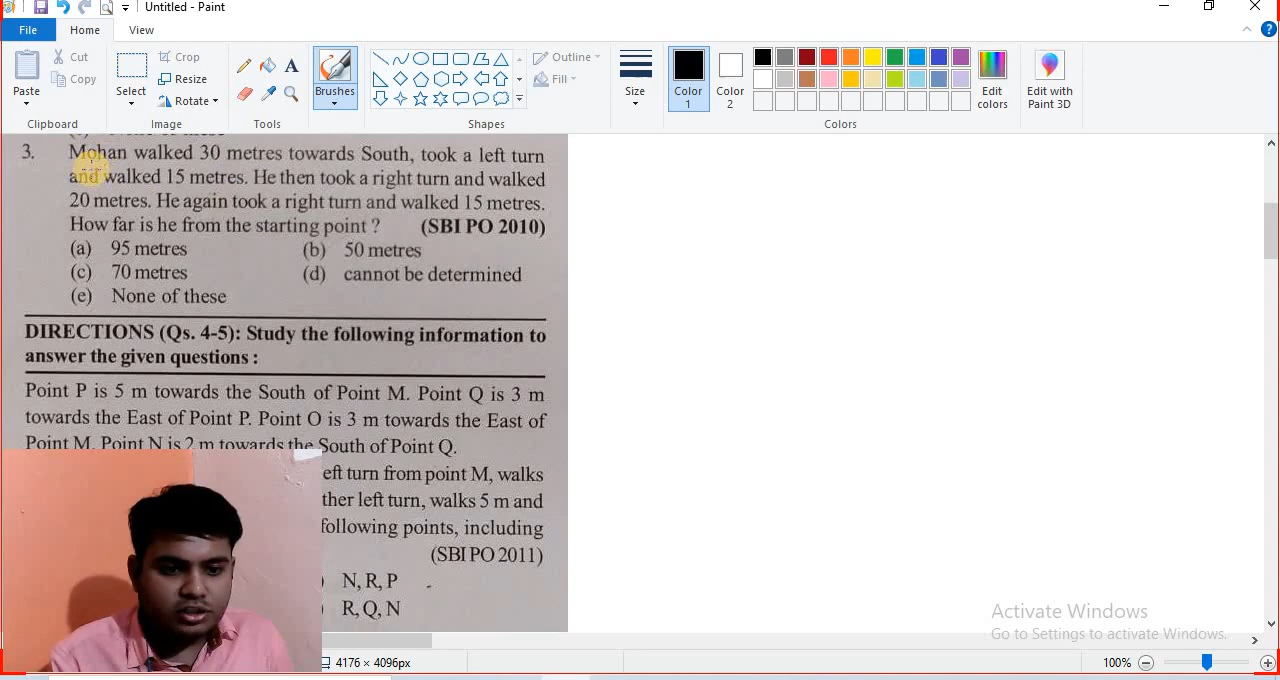 Untitled - Paint
File Home View
Paste Cut Copy
Select Crop Resize Rotate
Brushes
Outline Fill
Size
Color 1
Color 2
Edit colors
Edit with Paint 3D
Clipboard Image Tools Shapes Colors
3. Mohan walked 30 metres towards South, took a left turn
and walked 15 metres. He then took a right turn and walked
20 metres. He again took a right turn and walked 15 metres.
How far is he from the starting point ? (SBI PO 2010)
(a) 95 metres (b) 50 metres
(c) 70 metres (d) cannot be determined
(e) None of these
DIRECTIONS (Qs. 4-5): Study the following information to
answer the given questions :
Point P is 5 m towards the South of Point M. Point Q is 3 m
towards the East of Point P. Point O is 3 m towards the East of
Point M. Point N is 2 m towards the South of Point Q.
eft turn from point M, walks
ther left turn, walks 5 m and
following points, including
(SBI PO 2011)
) N, R, P
) R, Q, N
Activate Windows
Go to Settings to activate Windows.
4176 × 4096px
100%